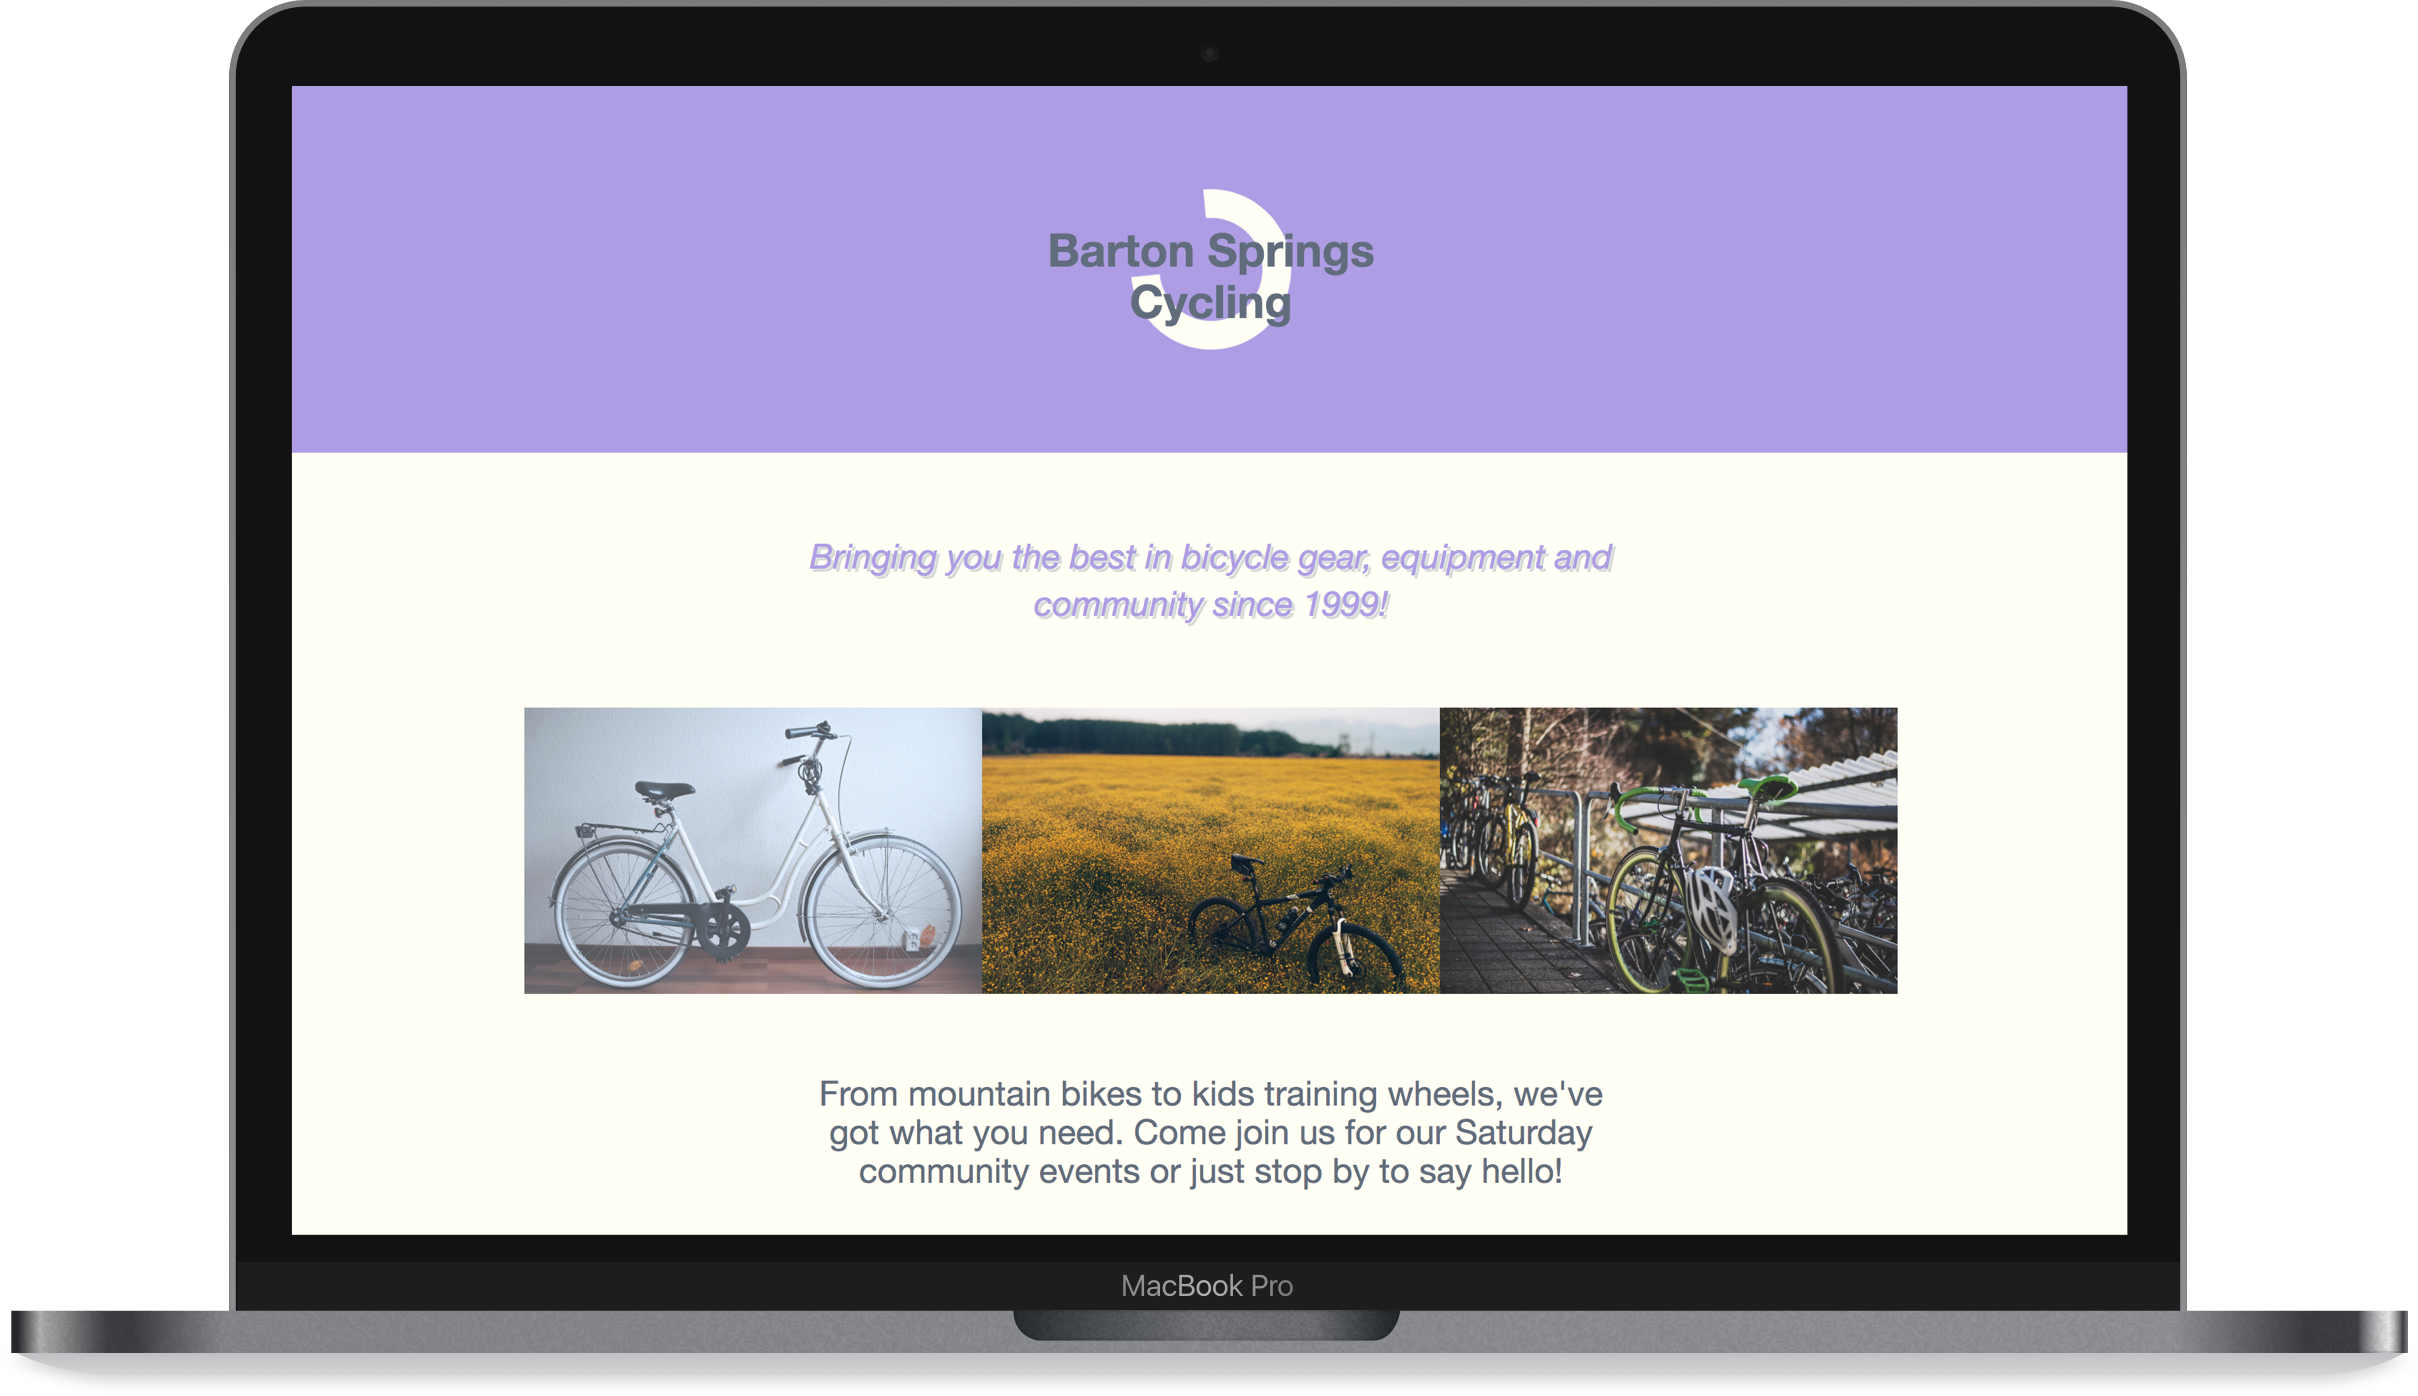 Barton Springs
Cycling
Bringing you the best in bicycle gear, equipment and
community since 1999!
From mountain bikes to kids training wheels, we've
got what you need. Come join us for our Saturday
community events or just stop by to say hello!
MacBook Pro